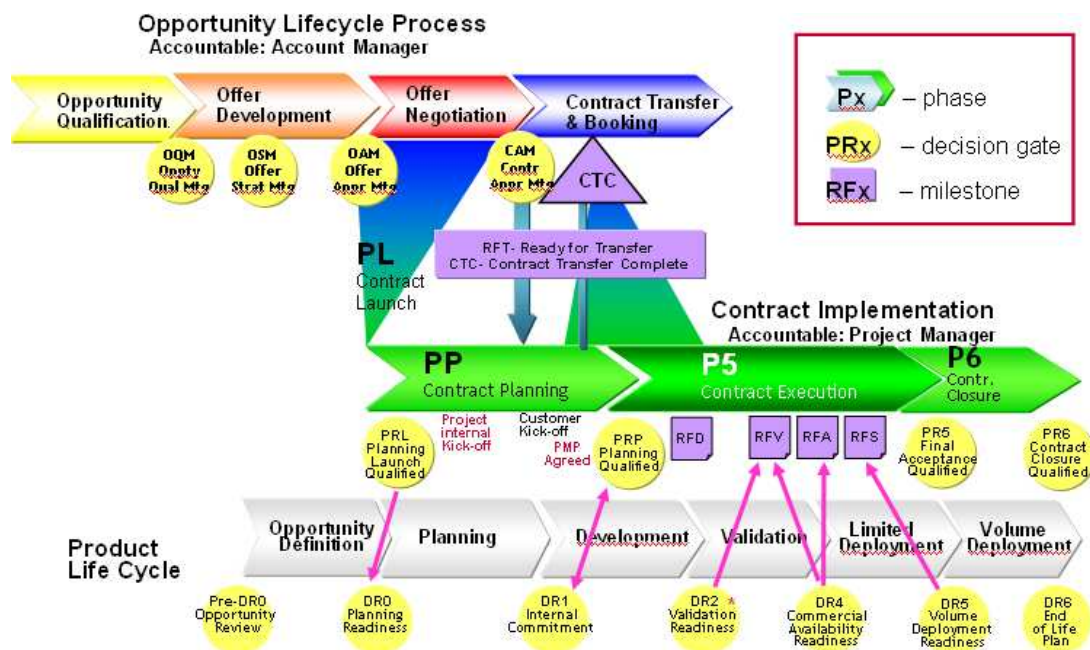 Opportunity Lifecycle Process
Accountable: Account Manager
Opportunity
Qualification
Offer
Development
Offer
Negotiation
Contract Transfer
& Booking
OQM
Oppty
Qual Mtg
OSM
Offer
Strat Mtg
OAM
Offer
Appr Mtg
CAM
Contr
Appr Mtg
CTC
Px
– phase
PRx
– decision gate
RFx
– milestone
RFT- Ready for Transfer
CTC- Contract Transfer Complete
PL
Contract
Launch
Contract Implementation
Accountable: Project Manager
PP
Contract Planning
P5
Contract Execution
P6
Contr.
Closure
PRL
Planning
Launch
Qualified
Project
internal
Kick-off
Customer
Kick-off
PMP
Agreed
PRP
Planning
Qualified
RFD
RFV
RFA
RFS
PR5
Final
Acceptance
Qualified
PR6
Contract
Closure
Qualified
Product
Life Cycle
Opportunity
Definition
Planning
Development
Validation
Limited
Deployment
Volume
Deployment
Pre-DR0
Opportunity
Review
DR0
Planning
Readiness
DR1
Internal
Commitment
DR2 *
Validation
Readiness
DR4
Commercial
Availability
Readiness
DR5
Volume
Deployment
Readiness
DR6
End
of Life
Plan